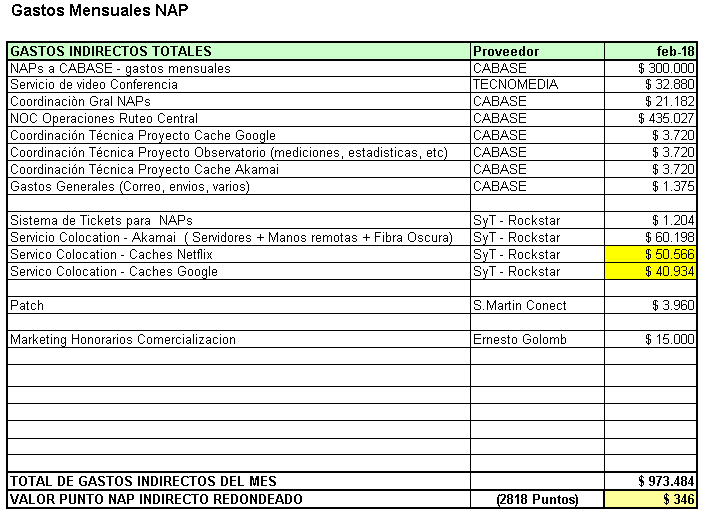 Gastos Mensuales NAP
GASTOS INDIRECTOS TOTALES Proveedor feb-18
NAPs a CABASE - gastos mensuales CABASE $ 300.000
Servicio de video Conferencia TECNOMEDIA $ 32.880
Coordinaciòn Gral NAPs CABASE $ 21.182
NOC Operaciones Ruteo Central CABASE $ 435.027
Coordinación Técnica Proyecto Cache Google CABASE $ 3.720
Coordinación Técnica Proyecto Observatorio (mediciones, estadisticas, etc) CABASE $ 3.720
Coordinación Técnica Proyecto Cache Akamai CABASE $ 3.720
Gastos Generales (Correo, envios, varios) CABASE $ 1.375
Sistema de Tickets para NAPs SyT - Rockstar $ 1.204
Servicio Colocation - Akamai ( Servidores + Manos remotas + Fibra Oscura) SyT - Rockstar $ 60.198
Servico Colocation - Caches Netflix SyT - Rockstar $ 50.566
Servico Colocation - Caches Google SyT - Rockstar $ 40.934
Patch S.Martin Conect $ 3.960
Marketing Honorarios Comercializacion Ernesto Golomb $ 15.000
TOTAL DE GASTOS INDIRECTOS DEL MES $ 973.484
VALOR PUNTO NAP INDIRECTO REDONDEADO (2818 Puntos) $ 346